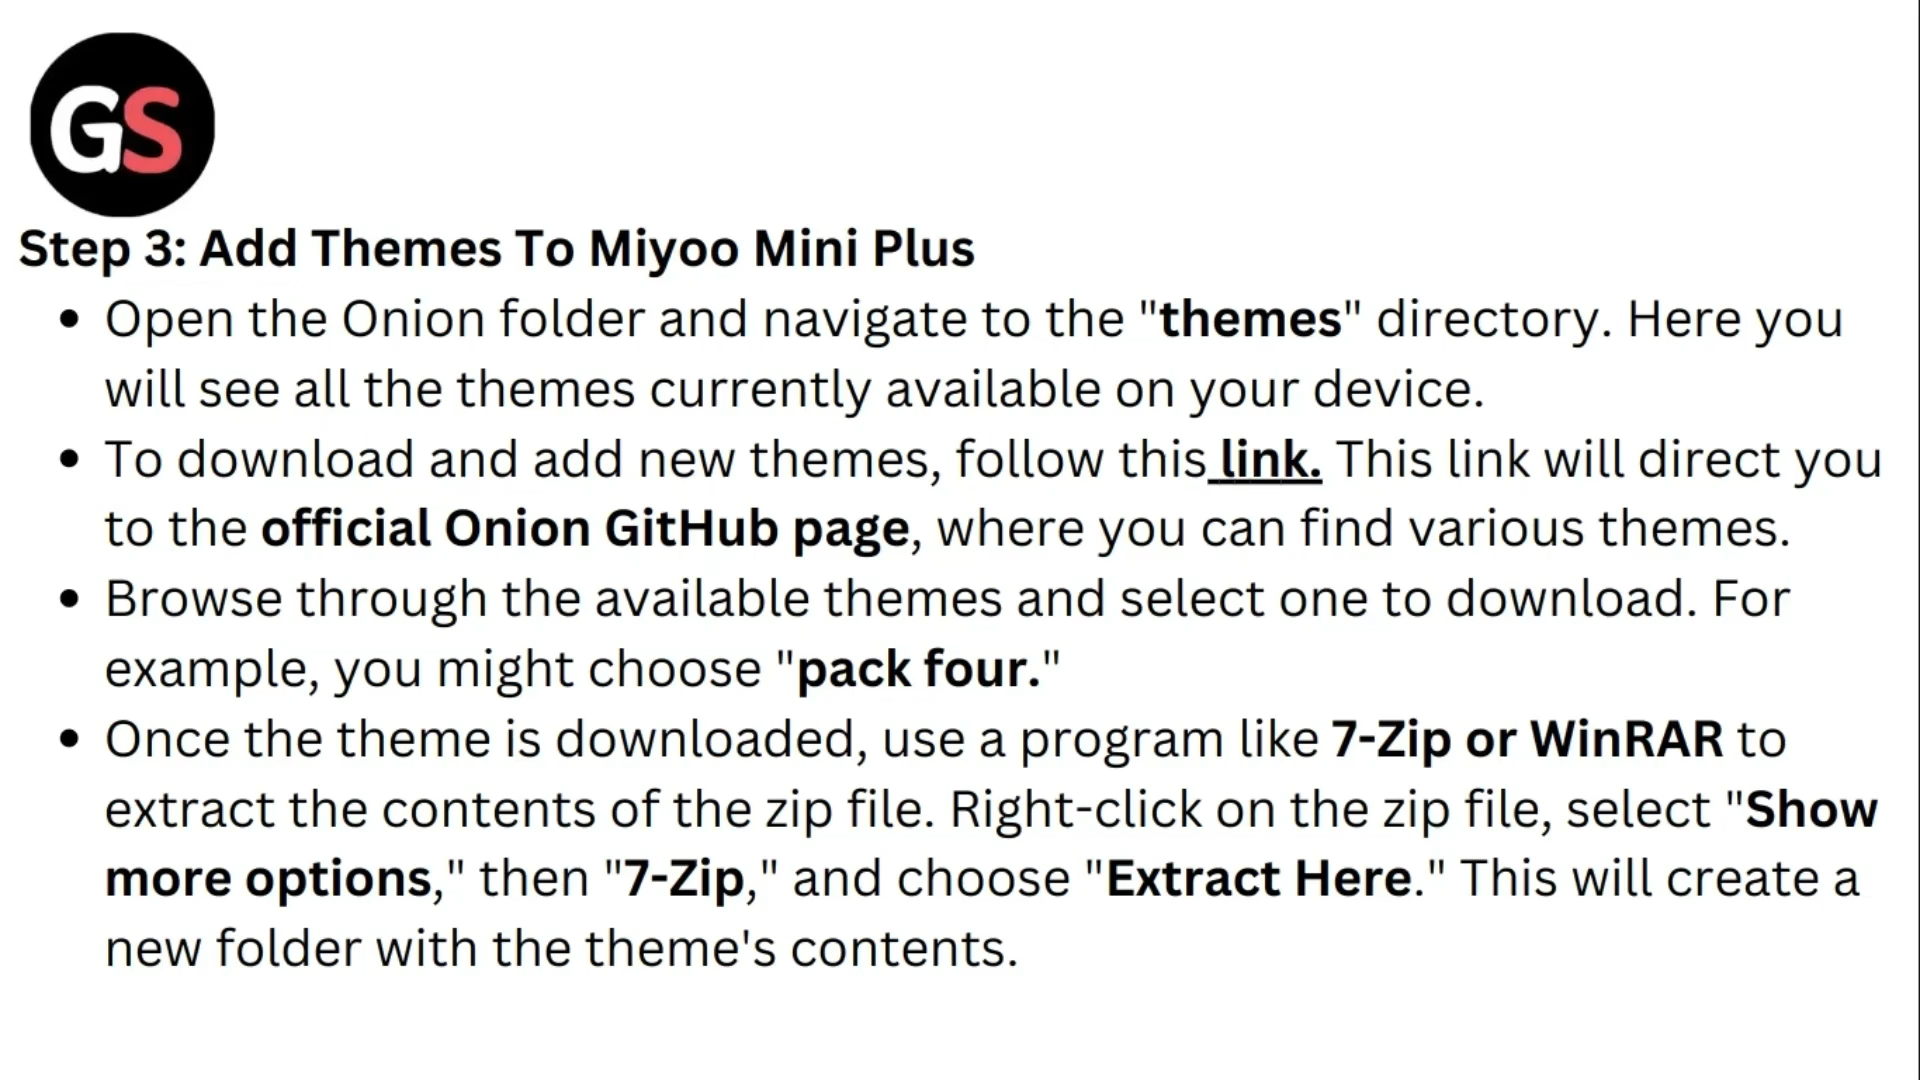 GS
Step 3: Add Themes To Miyoo Mini Plus
• Open the Onion folder and navigate to the "themes" directory. Here you
will see all the themes currently available on your device.
• To download and add new themes, follow this link. This link will direct you
to the official Onion GitHub page, where you can find various themes.
• Browse through the available themes and select one to download. For
example, you might choose "pack four."
• Once the theme is downloaded, use a program like 7-Zip or WinRAR to
extract the contents of the zip file. Right-click on the zip file, select "Show
more options," then "7-Zip," and choose "Extract Here." This will create a
new folder with the theme's contents.